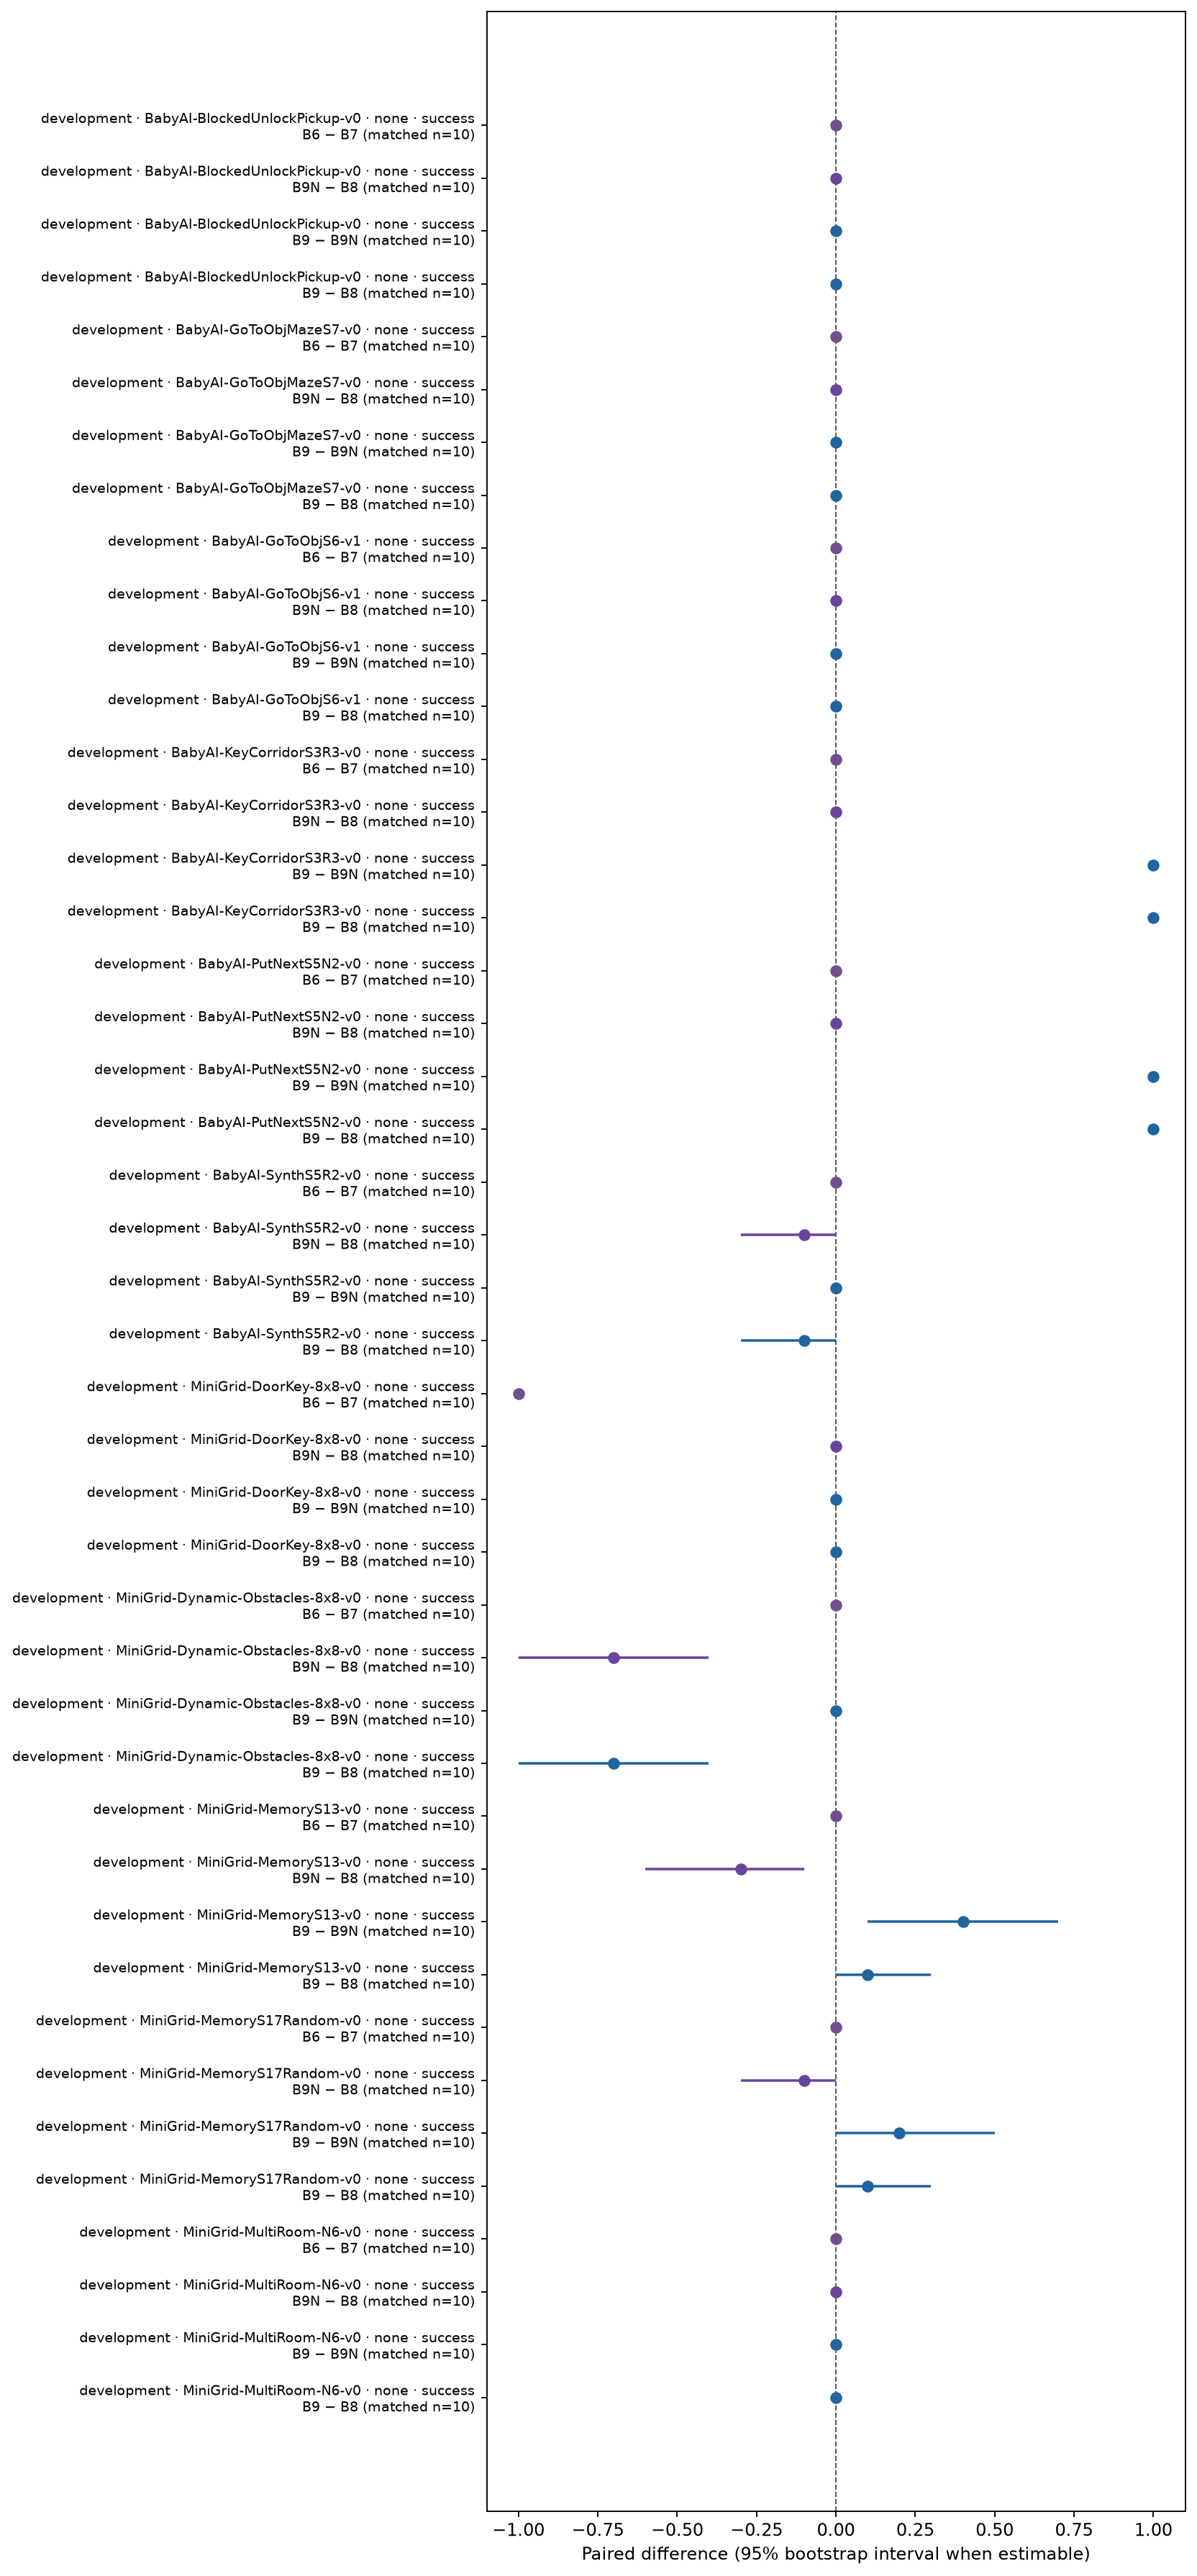 development · BabyAI-BlockedUnlockPickup-v0 · none · success
B6 − B7 (matched n=10)
development · BabyAI-BlockedUnlockPickup-v0 · none · success
B9N − B8 (matched n=10)
development · BabyAI-BlockedUnlockPickup-v0 · none · success
B9 − B9N (matched n=10)
development · BabyAI-BlockedUnlockPickup-v0 · none · success
B9 − B8 (matched n=10)
development · BabyAI-GoToObjMazeS7-v0 · none · success
B6 − B7 (matched n=10)
development · BabyAI-GoToObjMazeS7-v0 · none · success
B9N − B8 (matched n=10)
development · BabyAI-GoToObjMazeS7-v0 · none · success
B9 − B9N (matched n=10)
development · BabyAI-GoToObjMazeS7-v0 · none · success
B9 − B8 (matched n=10)
development · BabyAI-GoToObjS6-v1 · none · success
B6 − B7 (matched n=10)
development · BabyAI-GoToObjS6-v1 · none · success
B9N − B8 (matched n=10)
development · BabyAI-GoToObjS6-v1 · none · success
B9 − B9N (matched n=10)
development · BabyAI-GoToObjS6-v1 · none · success
B9 − B8 (matched n=10)
development · BabyAI-KeyCorridorS3R3-v0 · none · success
B6 − B7 (matched n=10)
development · BabyAI-KeyCorridorS3R3-v0 · none · success
B9N − B8 (matched n=10)
development · BabyAI-KeyCorridorS3R3-v0 · none · success
B9 − B9N (matched n=10)
development · BabyAI-KeyCorridorS3R3-v0 · none · success
B9 − B8 (matched n=10)
development · BabyAI-PutNextS5N2-v0 · none · success
B6 − B7 (matched n=10)
development · BabyAI-PutNextS5N2-v0 · none · success
B9N − B8 (matched n=10)
development · BabyAI-PutNextS5N2-v0 · none · success
B9 − B9N (matched n=10)
development · BabyAI-PutNextS5N2-v0 · none · success
B9 − B8 (matched n=10)
development · BabyAI-SynthS5R2-v0 · none · success
B6 − B7 (matched n=10)
development · BabyAI-SynthS5R2-v0 · none · success
B9N − B8 (matched n=10)
development · BabyAI-SynthS5R2-v0 · none · success
B9 − B9N (matched n=10)
development · BabyAI-SynthS5R2-v0 · none · success
B9 − B8 (matched n=10)
development · MiniGrid-DoorKey-8x8-v0 · none · success
B6 − B7 (matched n=10)
development · MiniGrid-DoorKey-8x8-v0 · none · success
B9N − B8 (matched n=10)
development · MiniGrid-DoorKey-8x8-v0 · none · success
B9 − B9N (matched n=10)
development · MiniGrid-DoorKey-8x8-v0 · none · success
B9 − B8 (matched n=10)
development · MiniGrid-Dynamic-Obstacles-8x8-v0 · none · success
B6 − B7 (matched n=10)
development · MiniGrid-Dynamic-Obstacles-8x8-v0 · none · success
B9N − B8 (matched n=10)
development · MiniGrid-Dynamic-Obstacles-8x8-v0 · none · success
B9 − B9N (matched n=10)
development · MiniGrid-Dynamic-Obstacles-8x8-v0 · none · success
B9 − B8 (matched n=10)
development · MiniGrid-MemoryS13-v0 · none · success
B6 − B7 (matched n=10)
development · MiniGrid-MemoryS13-v0 · none · success
B9N − B8 (matched n=10)
development · MiniGrid-MemoryS13-v0 · none · success
B9 − B9N (matched n=10)
development · MiniGrid-MemoryS13-v0 · none · success
B9 − B8 (matched n=10)
development · MiniGrid-MemoryS17Random-v0 · none · success
B6 − B7 (matched n=10)
development · MiniGrid-MemoryS17Random-v0 · none · success
B9N − B8 (matched n=10)
development · MiniGrid-MemoryS17Random-v0 · none · success
B9 − B9N (matched n=10)
development · MiniGrid-MemoryS17Random-v0 · none · success
B9 − B8 (matched n=10)
development · MiniGrid-MultiRoom-N6-v0 · none · success
B6 − B7 (matched n=10)
development · MiniGrid-MultiRoom-N6-v0 · none · success
B9N − B8 (matched n=10)
development · MiniGrid-MultiRoom-N6-v0 · none · success
B9 − B9N (matched n=10)
development · MiniGrid-MultiRoom-N6-v0 · none · success
B9 − B8 (matched n=10)
−1.00 −0.75 −0.50 −0.25 0.00 0.25 0.50 0.75 1.00
Paired difference (95% bootstrap interval when estimable)